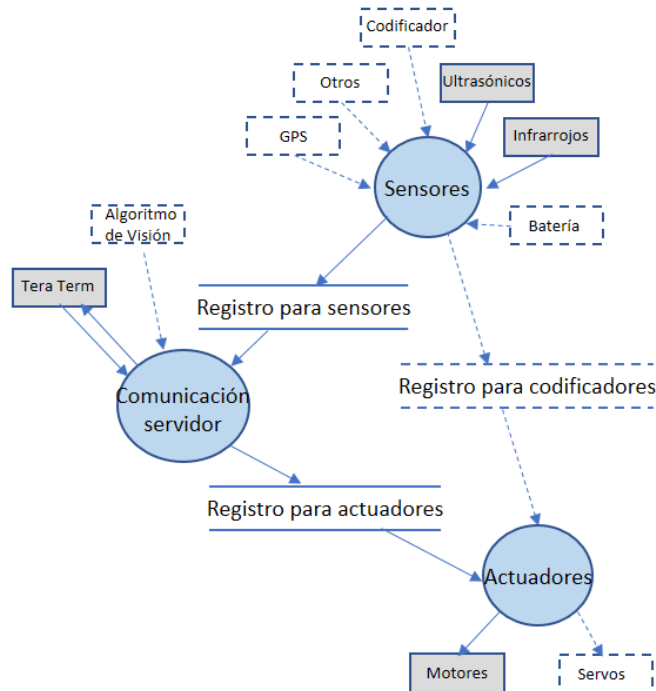 Codificador
Otros
Ultrasónicos
GPS
Infrarrojos
Sensores
Algoritmo
de Visión
Batería
Tera Term
Registro para sensores
Comunicación
servidor
Registro para codificadores
Registro para actuadores
Actuadores
Motores
Servos